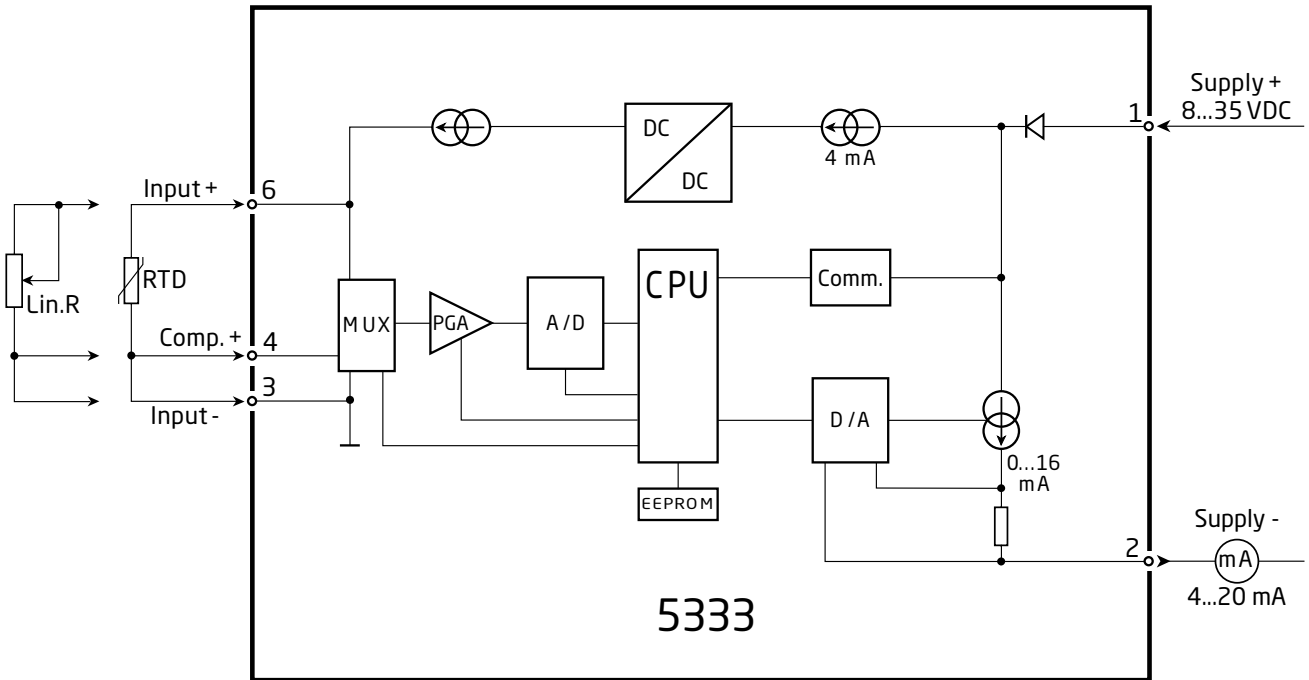 Supply +
8...35 VDC
1
DC
DC
4 mA
Input +
6
RTD
Lin.R
Comp. +
4
3
Input -
MUX
PGA
A/D
CPU
Comm.
D/A
0...16
mA
EEPROM
Supply -
2
mA
4...20 mA
5333